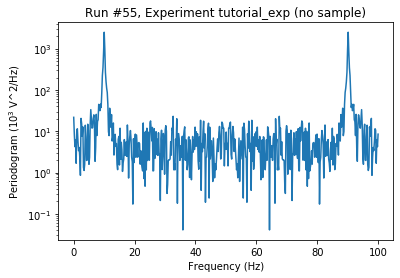 Run #55, Experiment tutorial_exp (no sample)
Periodogram (10³ V^2/Hz)
10³
10²
10¹
10⁰
10⁻¹
0 20 40 60 80 100
Frequency (Hz)